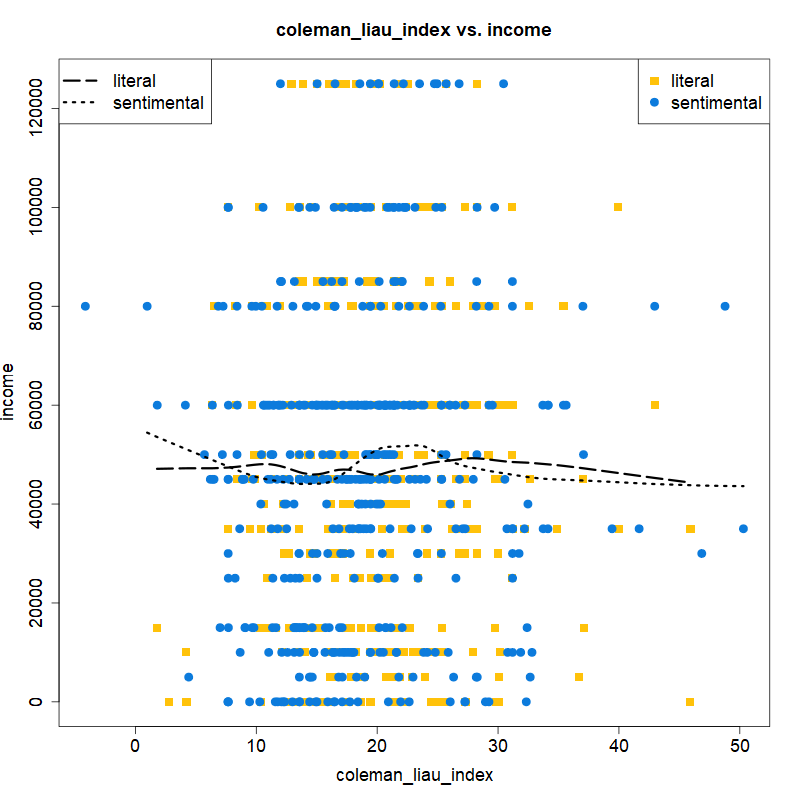 coleman_liau_index vs. income
literal
sentimental
literal
sentimental
income
120000
100000
80000
60000
40000
20000
0
0 10 20 30 40 50
coleman_liau_index